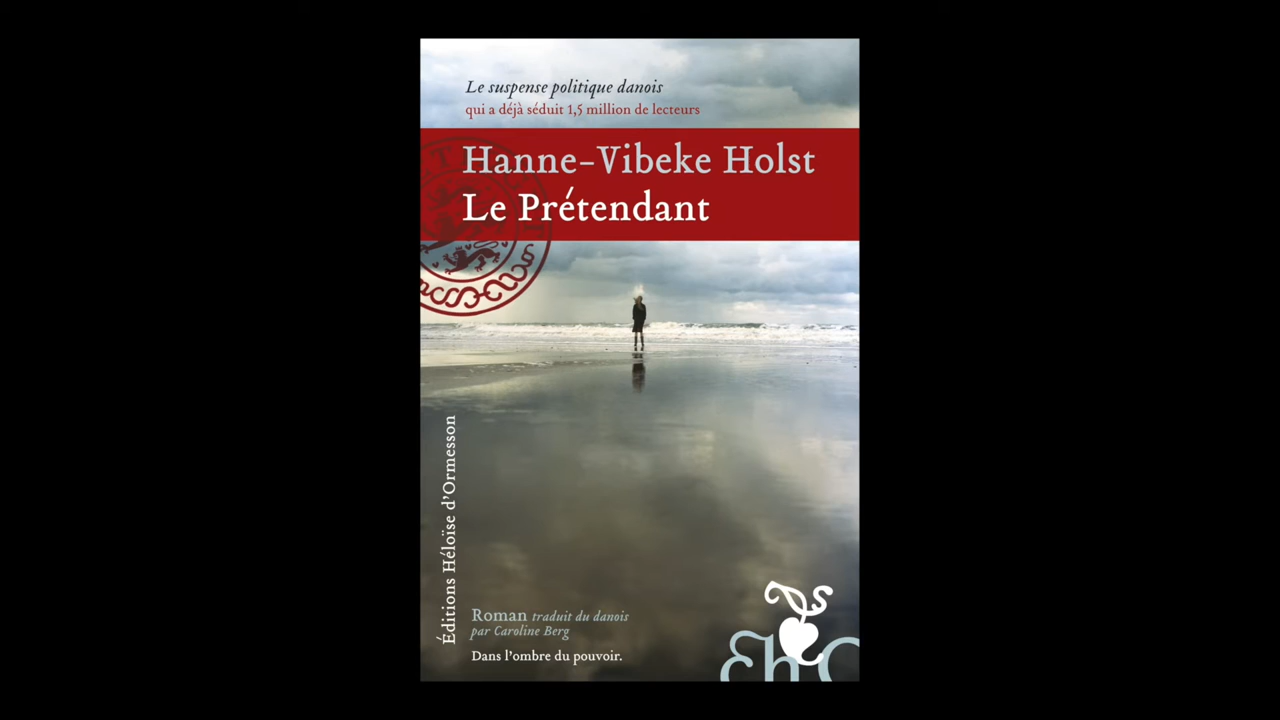 Le suspense politique danois
qui a déjà séduit 1,5 million de lecteurs
Hanne-Vibeke Holst
Le Prétendant
Éditions Héloïse d'Ormesson
Roman traduit du danois
par Caroline Berg
Dans l'ombre du pouvoir.